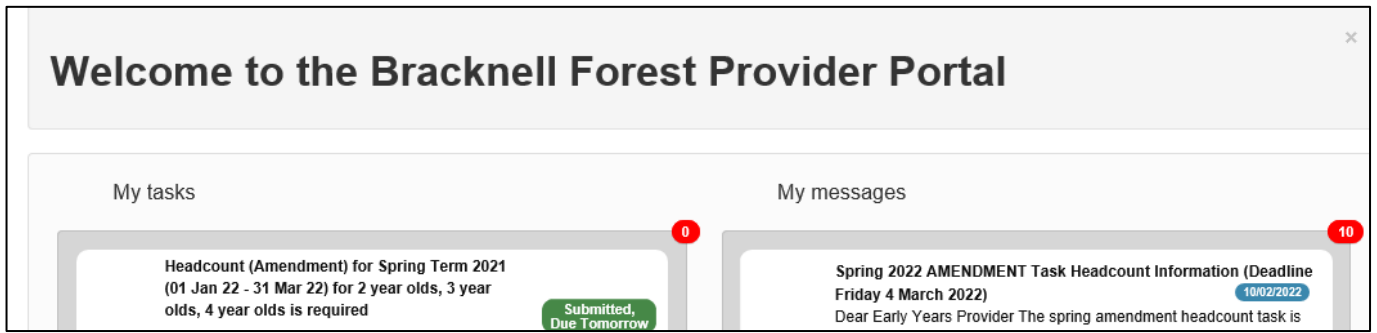 Welcome to the Bracknell Forest Provider Portal
×
My tasks
0
Headcount (Amendment) for Spring Term 2021
(01 Jan 22 - 31 Mar 22) for 2 year olds, 3 year
olds, 4 year olds is required
Submitted,
Due Tomorrow
My messages
10
Spring 2022 AMENDMENT Task Headcount Information (Deadline
Friday 4 March 2022)
10/02/2022
Dear Early Years Provider The spring amendment headcount task is